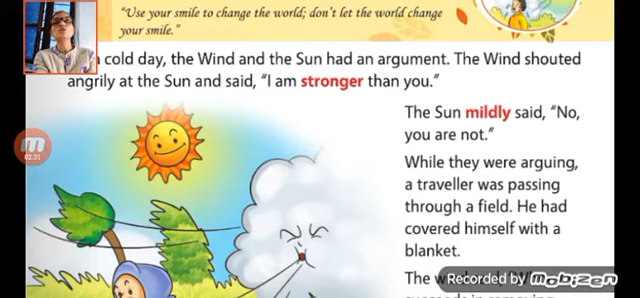 "Use your smile to change the world; don't let the world change
your smile."
cold day, the Wind and the Sun had an argument. The Wind shouted
angrily at the Sun and said, "I am stronger than you."
The Sun mildly said, "No,
you are not."
While they were arguing,
a traveller was passing
through a field. He had
covered himself with a
blanket.
The
02:31
Recorded by Mobizen